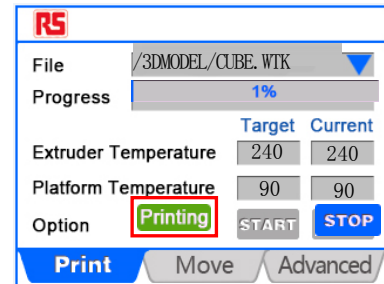 RS
File /3DMODEL/CUBE.WTK
Progress 1%
Target Current
Extruder Temperature 240 240
Platform Temperature 90 90
Option Printing START STOP
Print Move Advanced